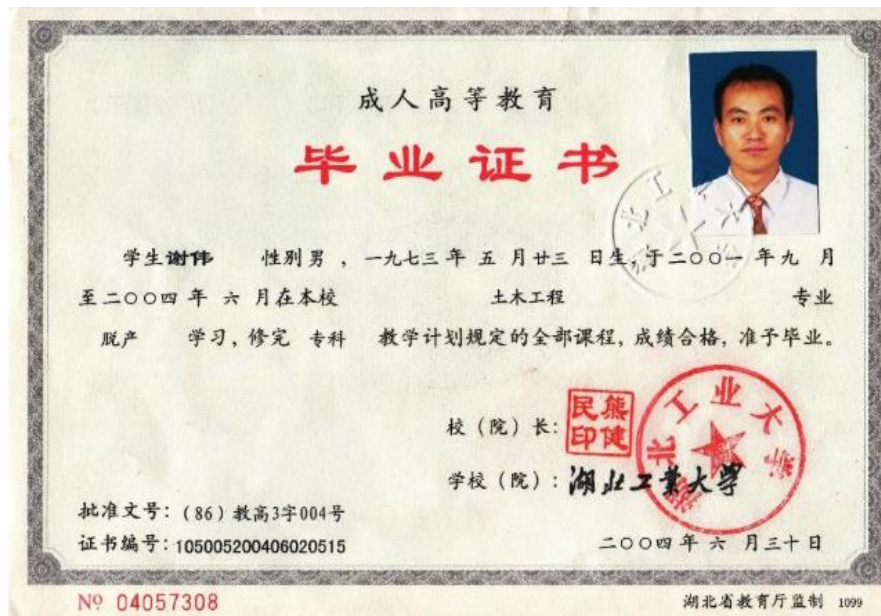 成人高等教育
毕业证书
学生谢伟 性别男，一九七三年 五 月廿三 日生，于二〇〇一 年九 月
至二〇〇四年 六 月在本校 土木工程 专业
脱产 学习，修完 专科 教学计划规定的全部课程，成绩合格，准予毕业。
校（院）长：
熊健民印
学校（院）：湖北工业大学
湖北工业大学
批准文号：（86）教高3字004号
证书编号：105005200406020515
二〇〇四年 六 月三十日
№ 04057308
湖北省教育厅监制 1099